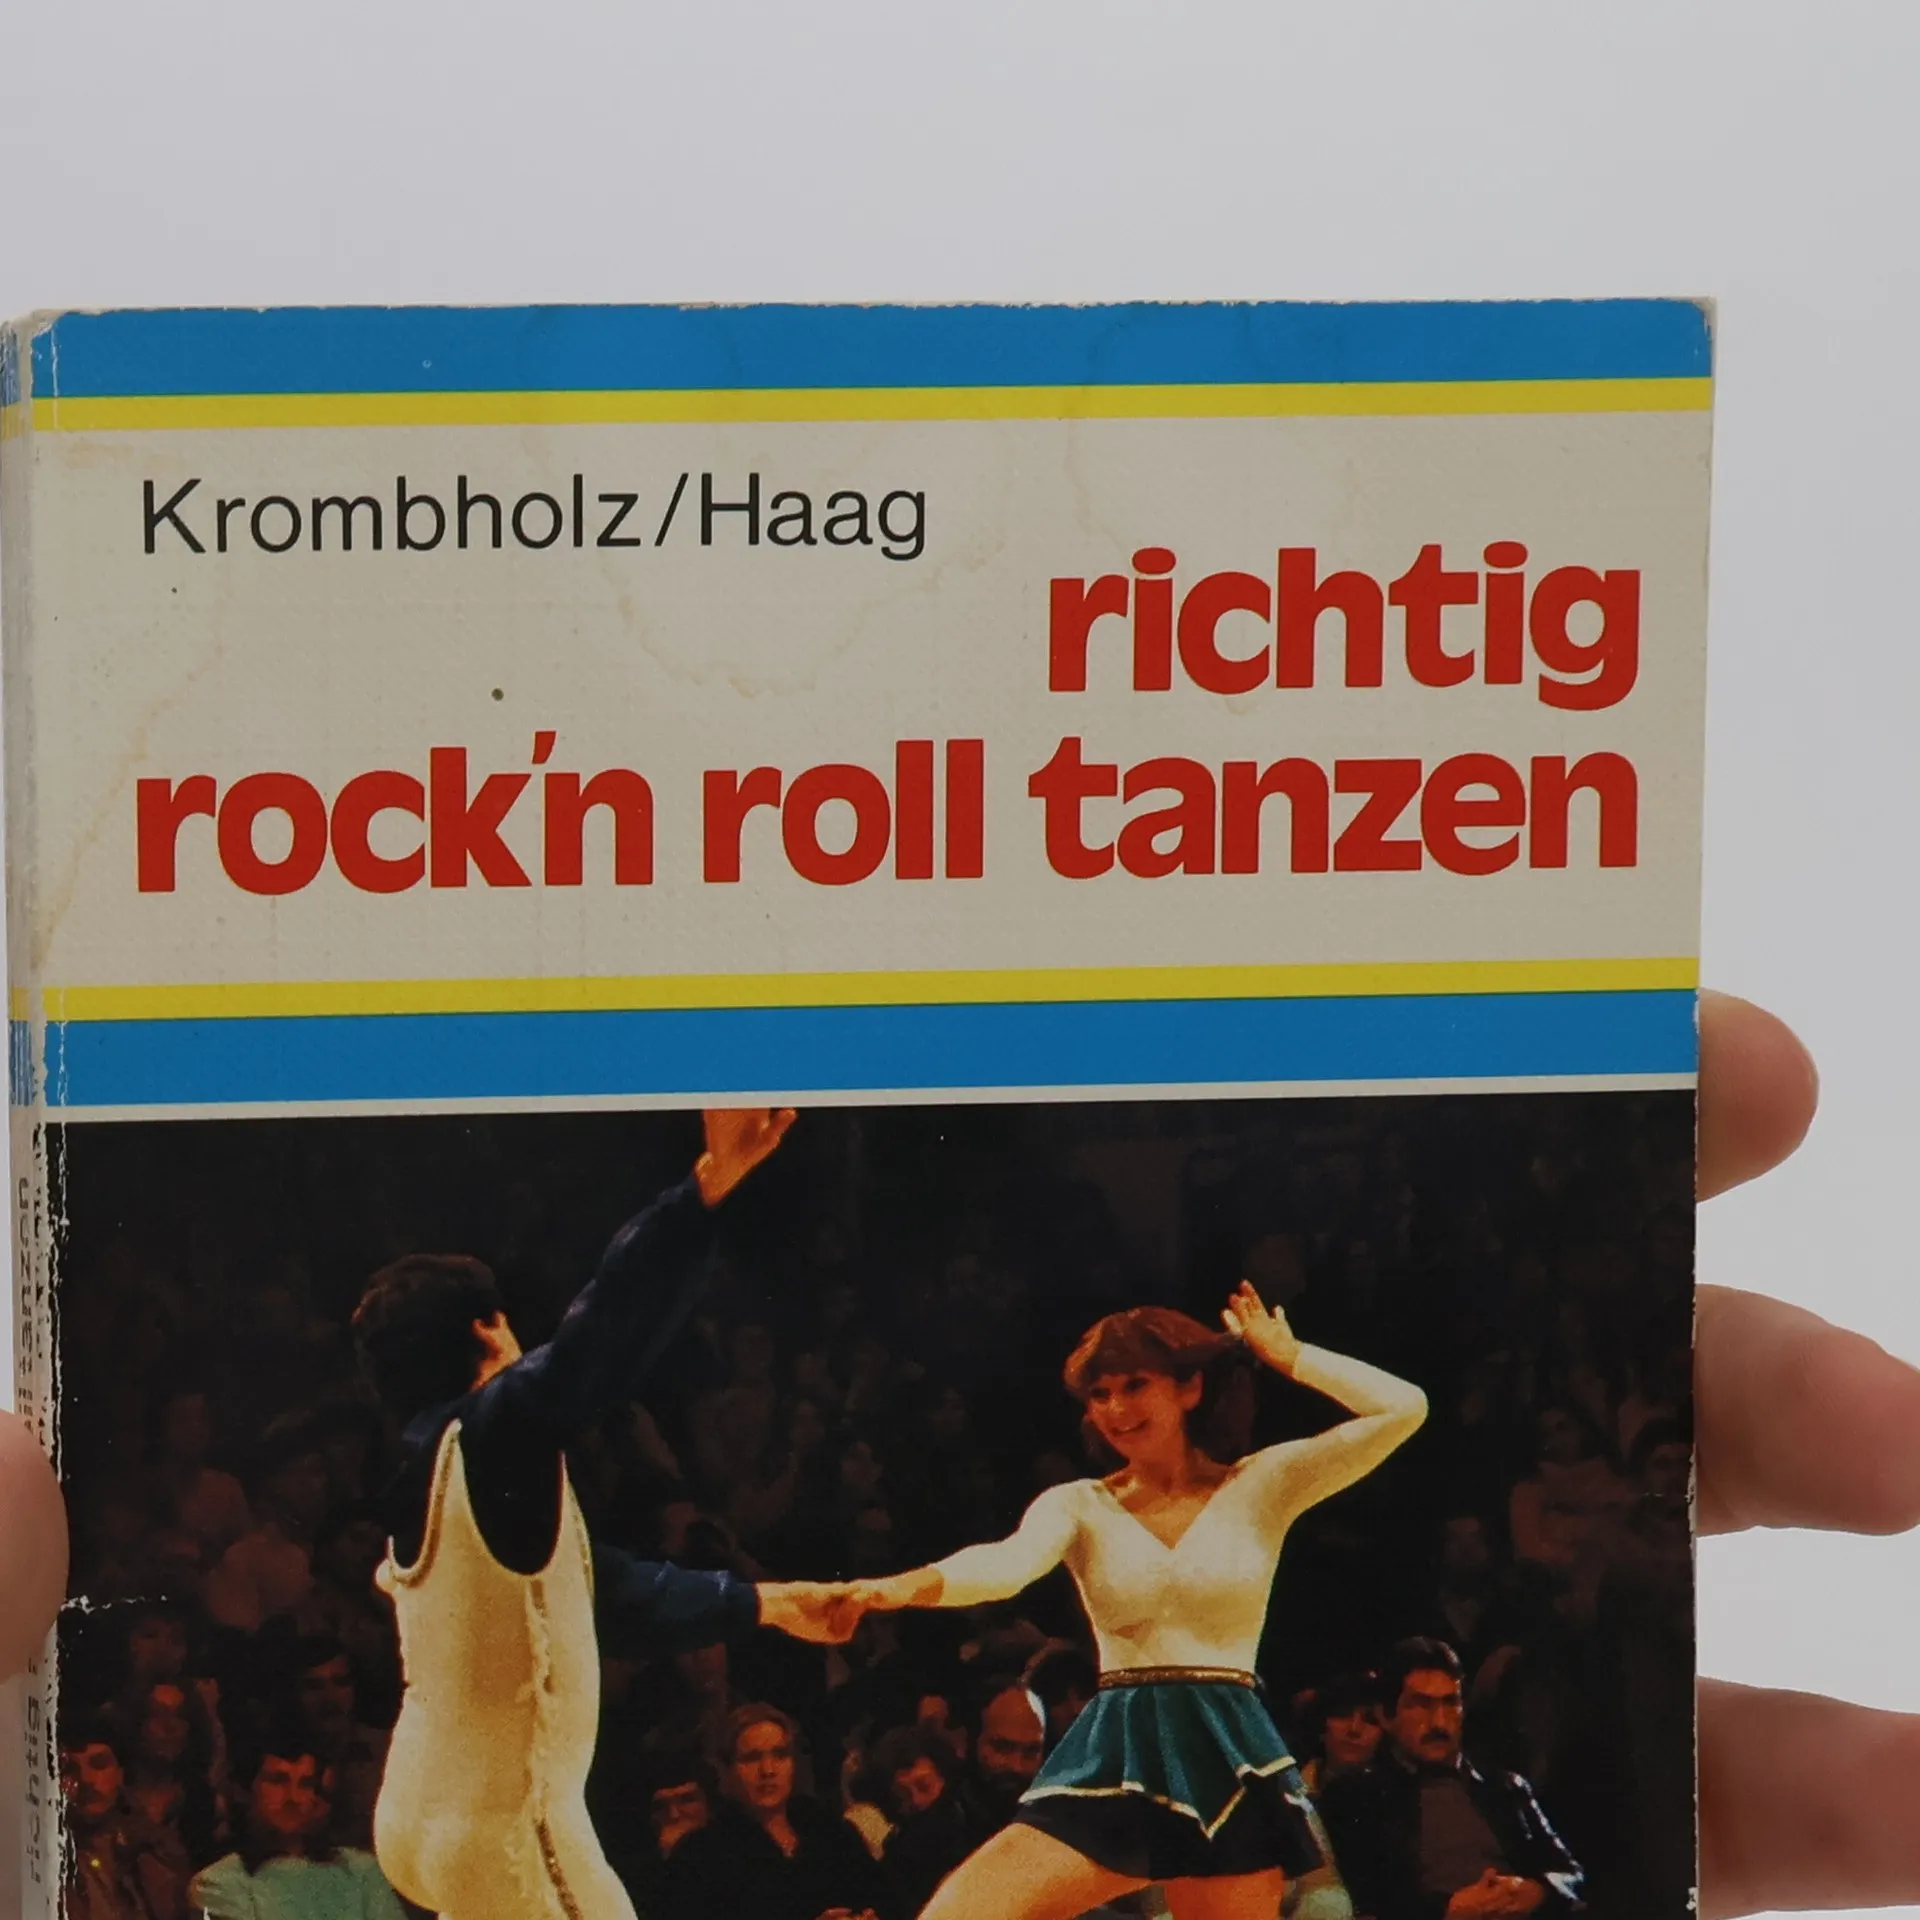 Krombholz/Haag
richtig
rock'n roll tanzen